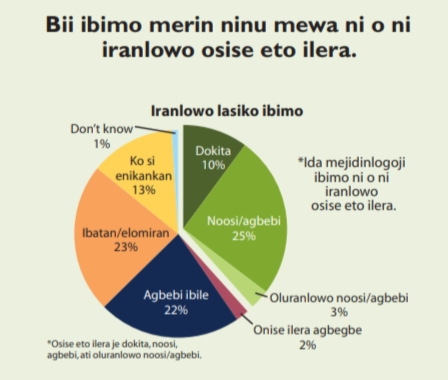 Bii ibimo merin ninu mewa ni o ni
iranlowo osise eto ilera.
Iranlowo lasiko ibimo
Don't know
1%
Dokita
10%
Ko si
enikankan
13%
*Ida mejidinlogoji
ibimo ni o ni
iranlowo
osise eto ilera.
Noosi/agbebi
25%
Ibatan/elomiran
23%
Agbebi ibile
22%
Oluranlowo noosi/agbebi
3%
Onise ilera agbegbe
2%
*Osise eto ilera je dokita, noosi,
agbebi, ati oluranlowo noosi/agbebi.